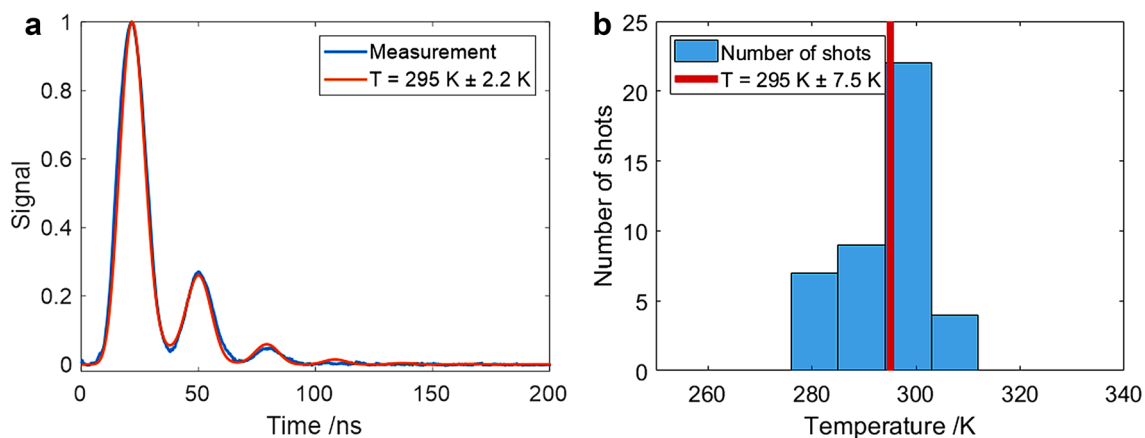 a
1
0.8
0.6
0.4
0.2
0
Signal
Measurement
T = 295 K ± 2.2 K
0
50
100
150
200
Time /ns
b
25
20
15
10
5
0
Number of shots
Number of shots
T = 295 K ± 7.5 K
260
280
300
320
340
Temperature /K